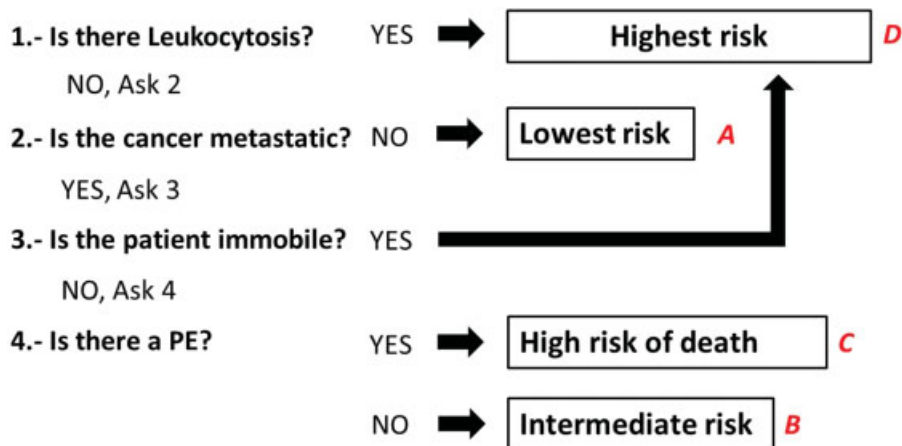 1.- Is there Leukocytosis? YES Highest risk D
NO, Ask 2
2.- Is the cancer metastatic? NO Lowest risk A
YES, Ask 3
3.- Is the patient immobile? YES
NO, Ask 4
4.- Is there a PE? YES High risk of death C
NO Intermediate risk B